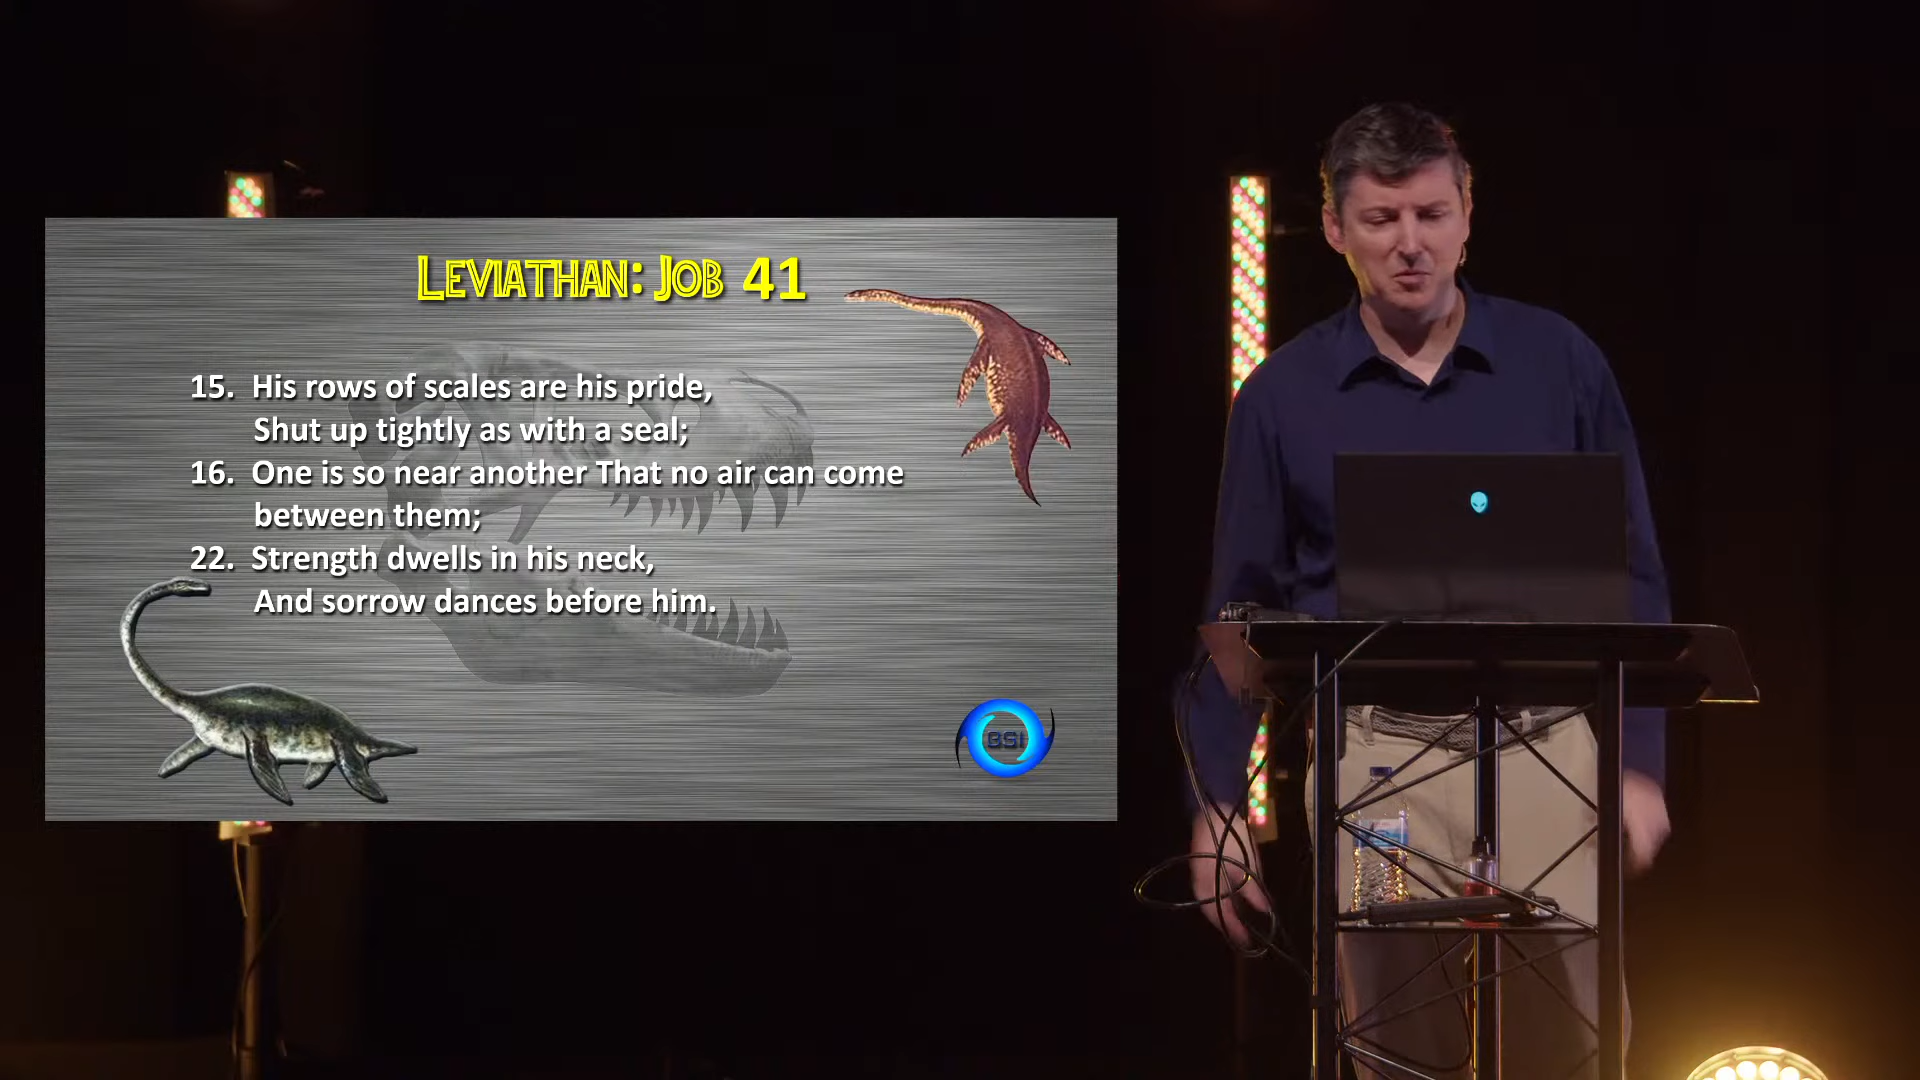 LEVIATHAN: JOB 41
15. His rows of scales are his pride,
Shut up tightly as with a seal;
16. One is so near another That no air can come
between them;
22. Strength dwells in his neck,
And sorrow dances before him.
BSI